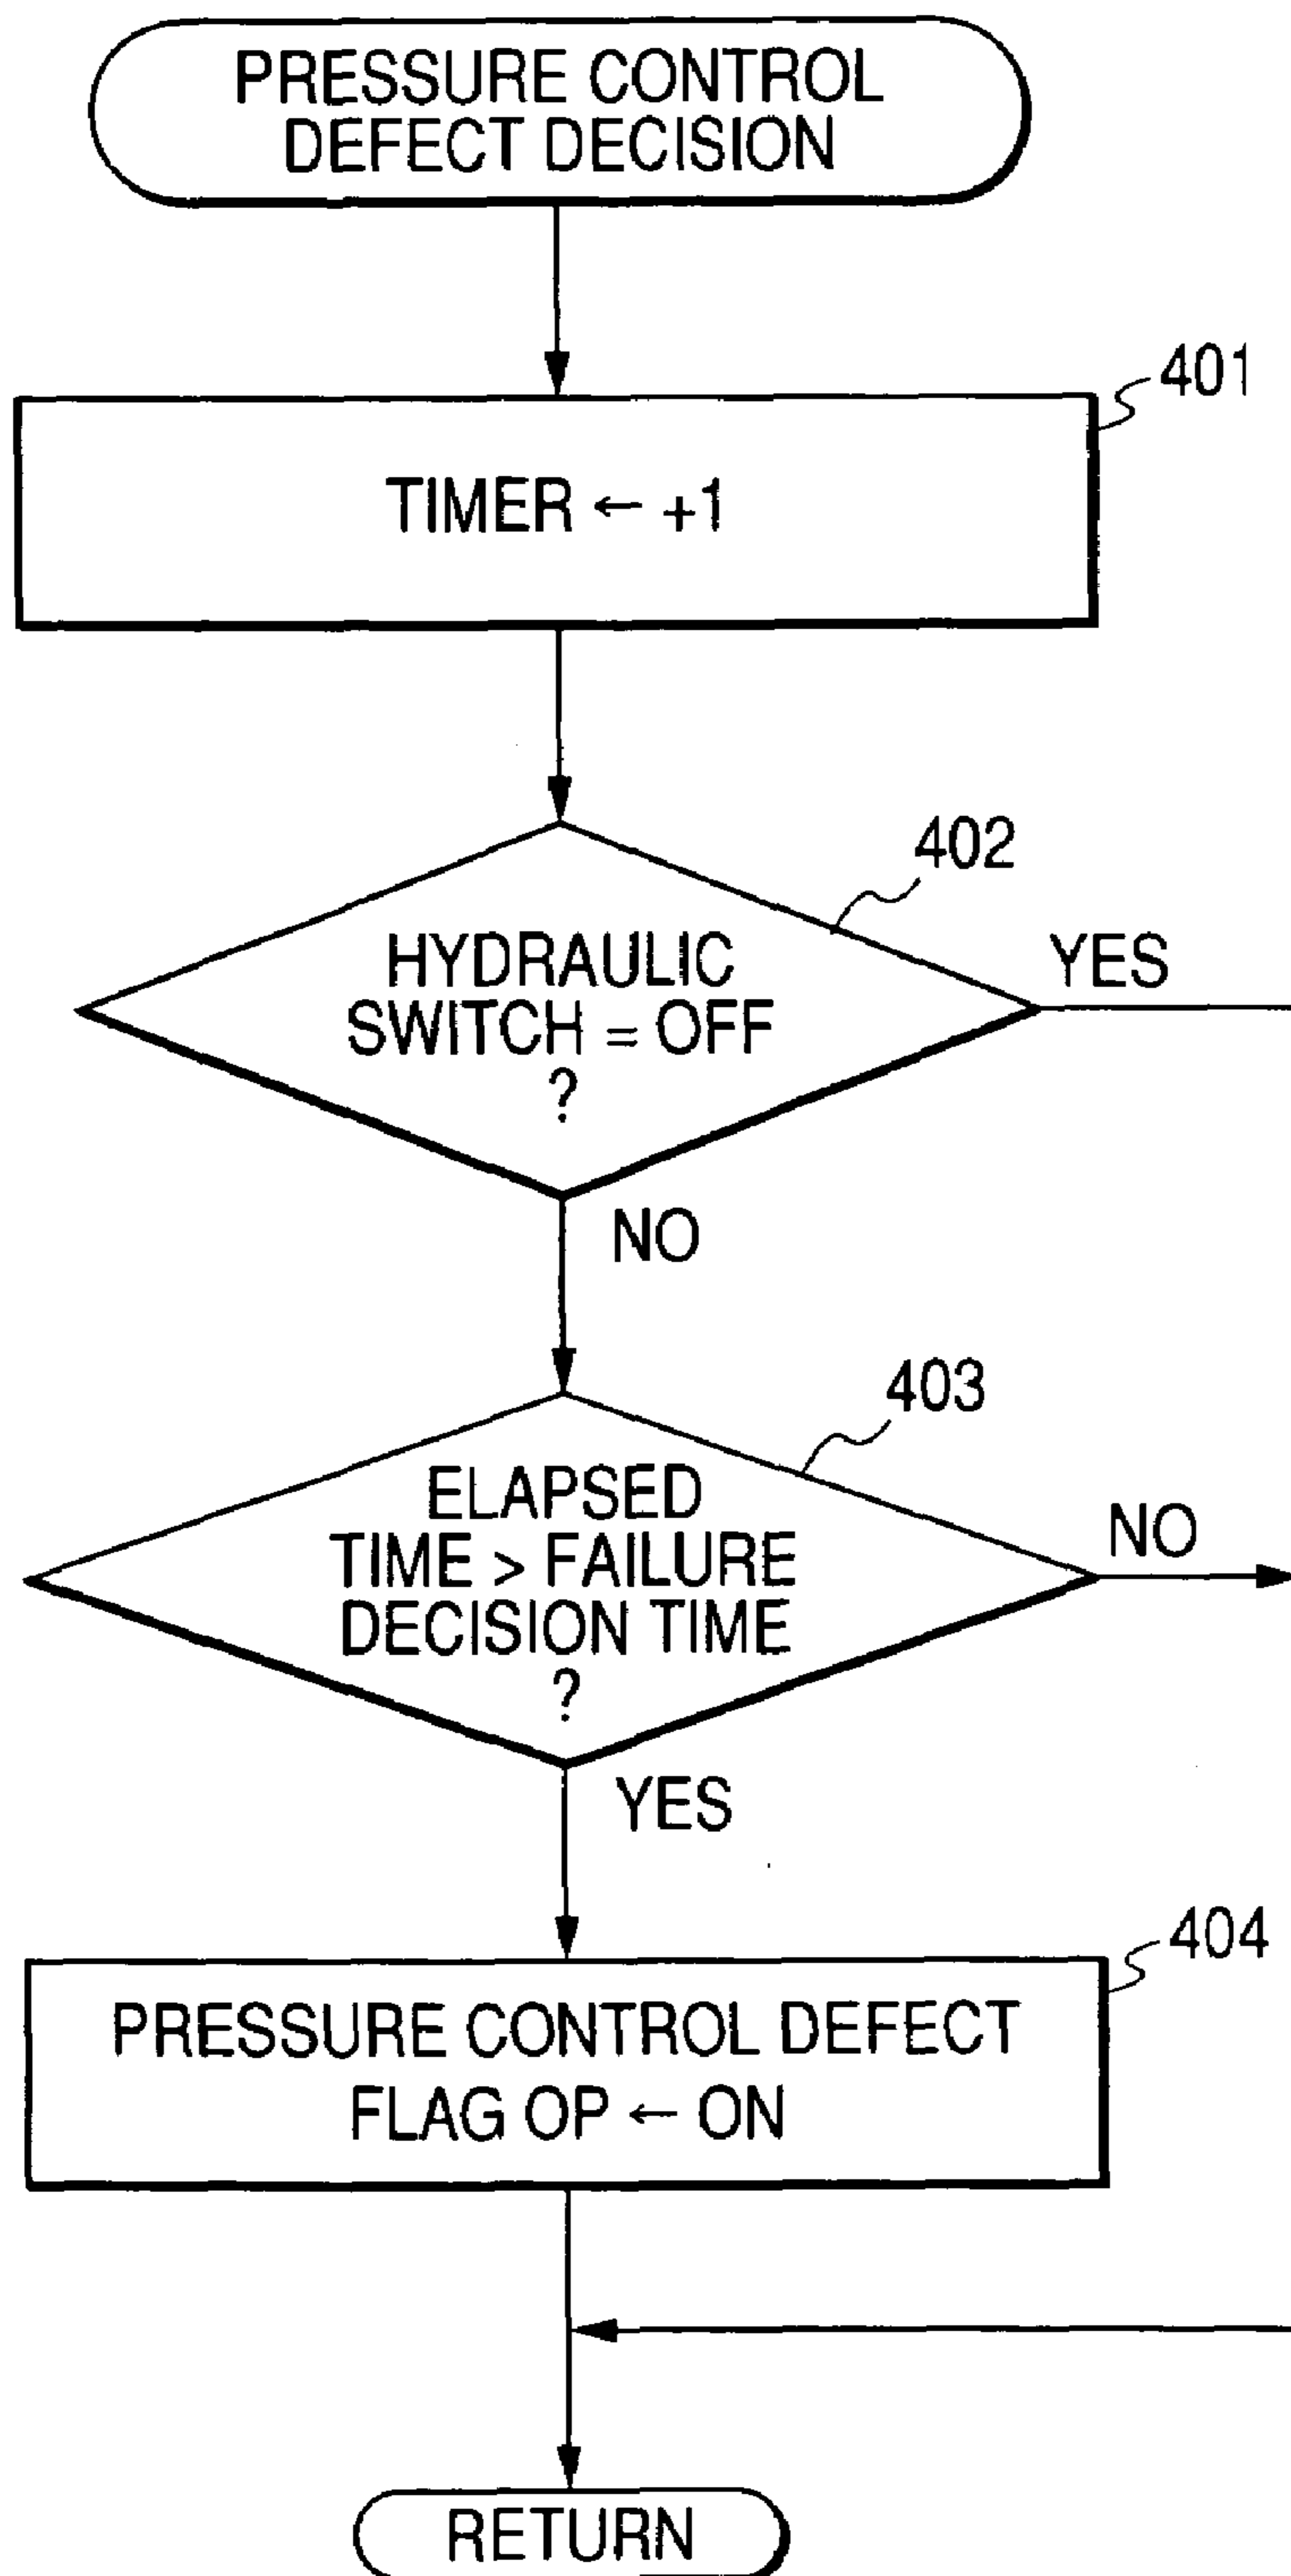 PRESSURE CONTROL
DEFECT DECISION
401
TIMER ← +1
402
HYDRAULIC
SWITCH = OFF
?
YES
NO
403
ELAPSED
TIME > FAILURE
DECISION TIME
?
NO
YES
404
PRESSURE CONTROL DEFECT
FLAG OP ← ON
RETURN